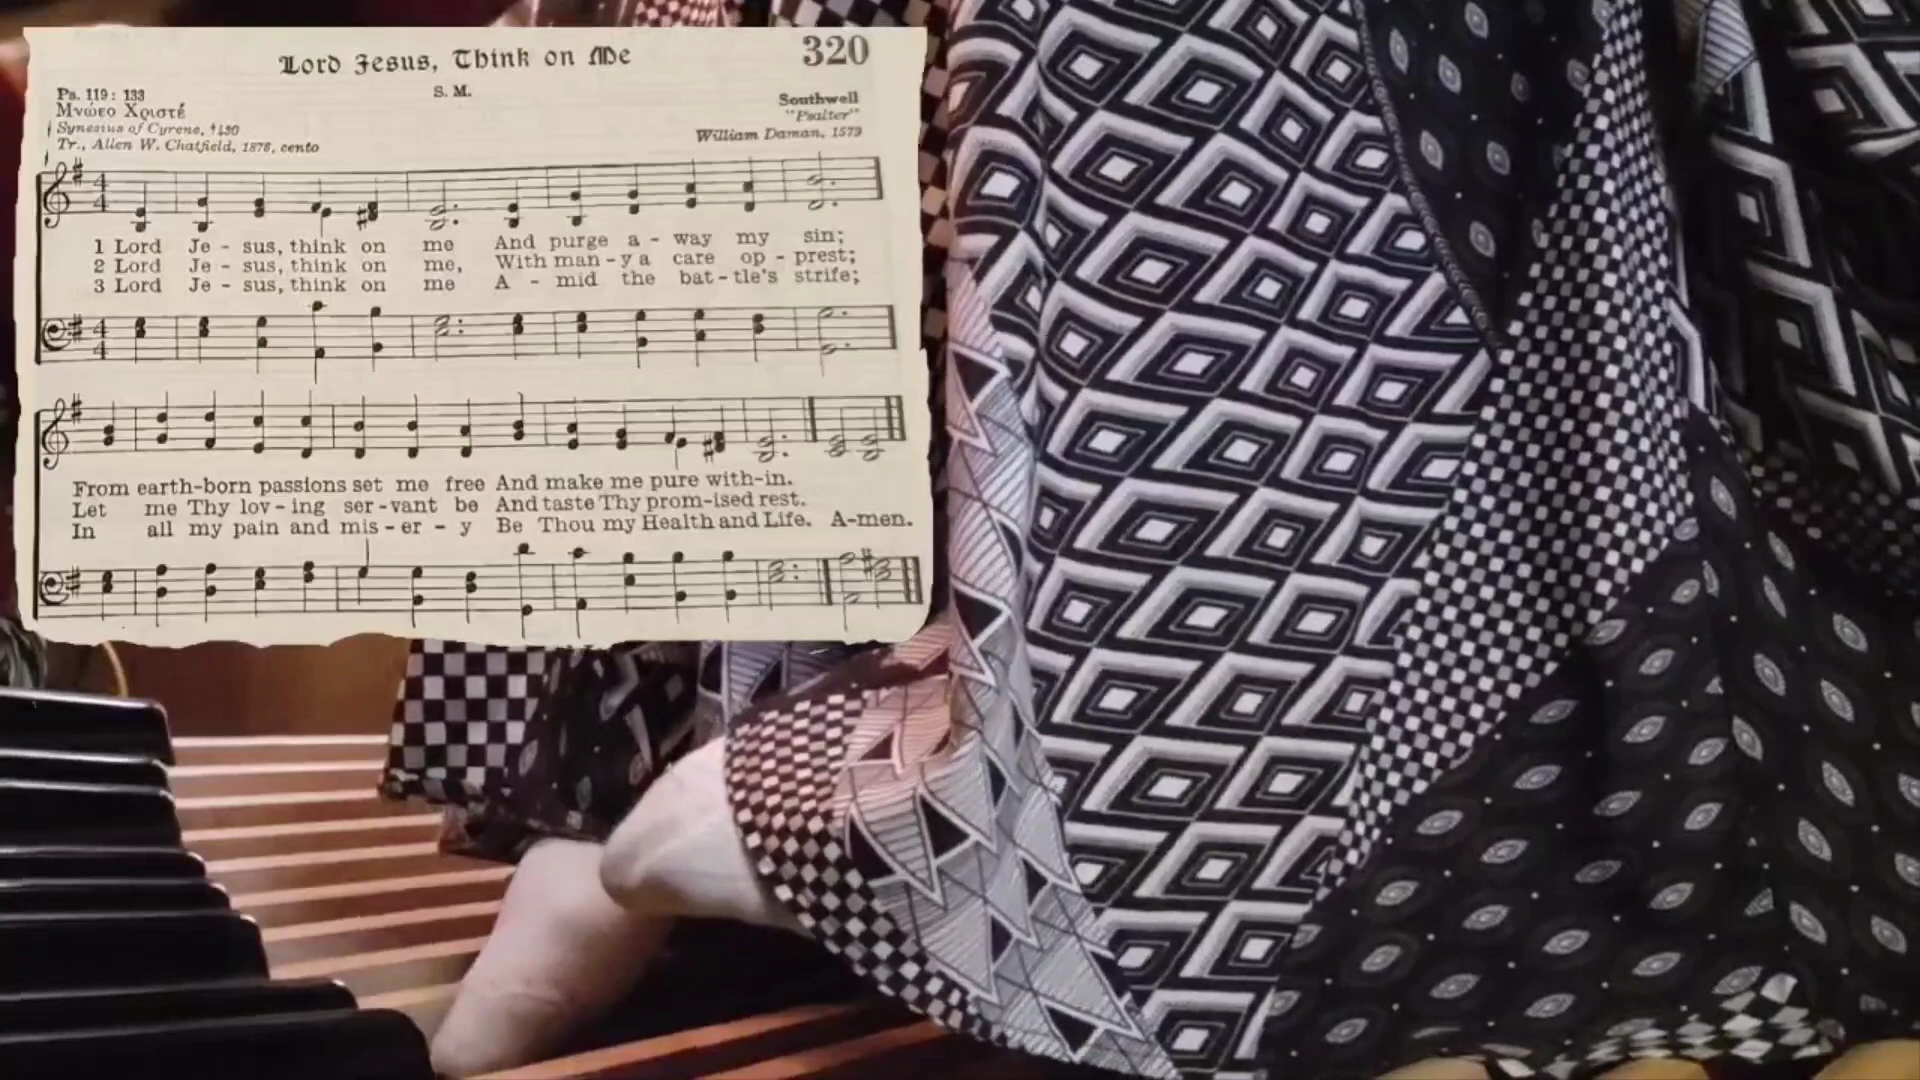 Lord Jesus, Think on Me
320
Ps. 119: 133
S. M.
Southwell
Μνώεο Χριστέ
"Psalter"
Synesius of Cyrene, †430
William Daman, 1579
Tr., Allen W. Chatfield, 1876, cento
1 Lord Je - sus, think on me And purge a - way my sin;
2 Lord Je - sus, think on me, With man - y a care op - prest;
3 Lord Je - sus, think on me A - mid the bat - tle's strife;
From earth-born passions set me free And make me pure with-in.
Let me Thy lov - ing ser - vant be And taste Thy prom-ised rest.
In all my pain and mis - er - y Be Thou my Health and Life. A-men.